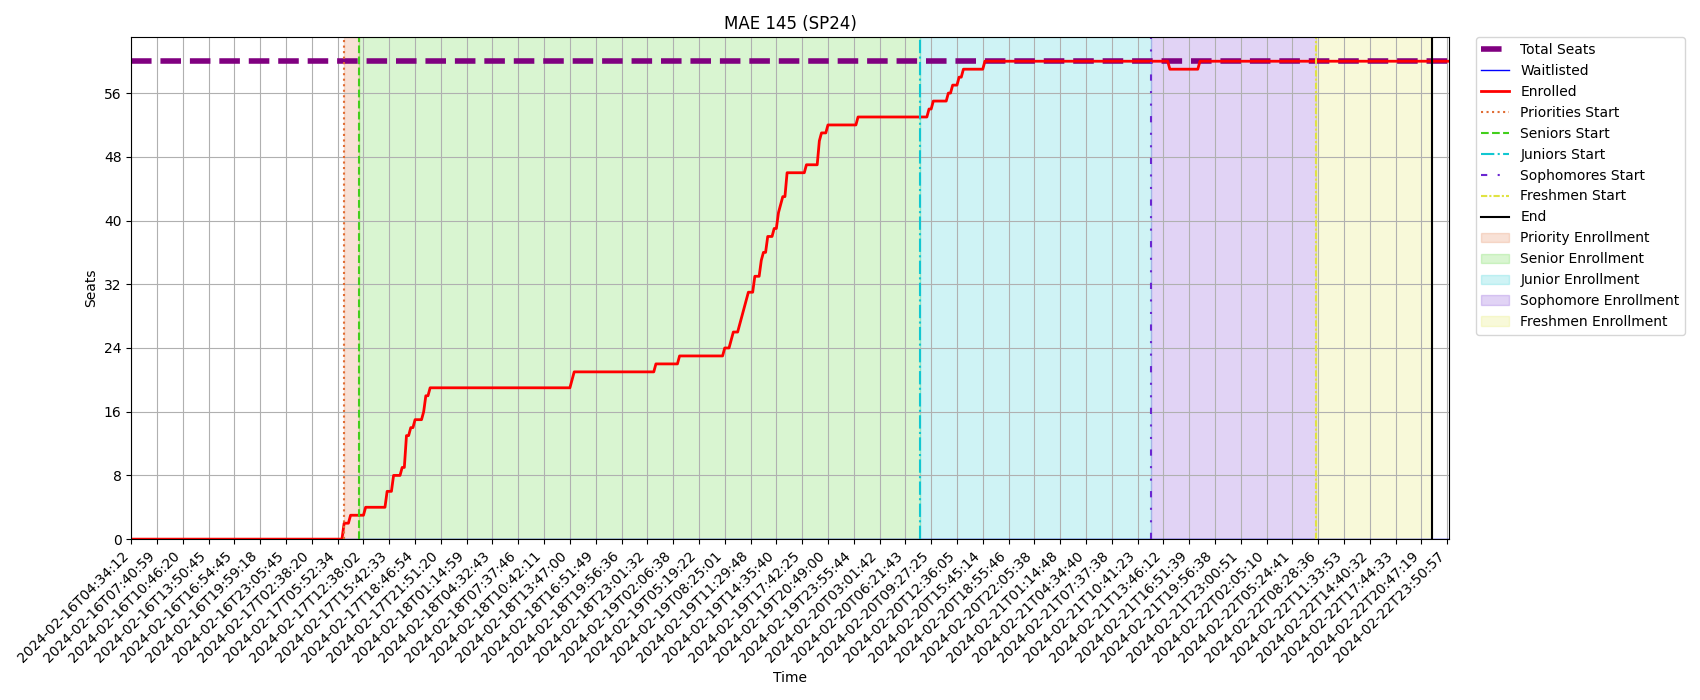 MAE 145 (SP24)
Total Seats
Waitlisted
Enrolled
Priorities Start
Seniors Start
Juniors Start
Sophomores Start
Freshmen Start
End
Priority Enrollment
Senior Enrollment
Junior Enrollment
Sophomore Enrollment
Freshmen Enrollment
Seats
56
48
40
32
24
16
8
0
2024-02-16T04:34:12
2024-02-16T07:40:59
2024-02-16T10:46:20
2024-02-16T13:50:45
2024-02-16T16:54:45
2024-02-16T19:59:18
2024-02-16T23:05:45
2024-02-17T02:38:20
2024-02-17T05:52:34
2024-02-17T12:38:02
2024-02-17T15:42:33
2024-02-17T18:46:54
2024-02-17T21:51:20
2024-02-18T01:14:59
2024-02-18T04:32:43
2024-02-18T07:37:46
2024-02-18T10:42:11
2024-02-18T13:47:00
2024-02-18T16:51:49
2024-02-18T19:56:36
2024-02-18T23:01:32
2024-02-19T02:06:38
2024-02-19T05:19:22
2024-02-19T08:25:01
2024-02-19T11:29:48
2024-02-19T14:35:40
2024-02-19T17:42:25
2024-02-19T20:49:00
2024-02-19T23:55:44
2024-02-20T03:01:42
2024-02-20T06:21:43
2024-02-20T09:27:25
2024-02-20T12:36:05
2024-02-20T15:45:14
2024-02-20T18:55:46
2024-02-20T22:05:38
2024-02-21T01:14:48
2024-02-21T04:34:40
2024-02-21T07:37:38
2024-02-21T10:41:23
2024-02-21T13:46:12
2024-02-21T16:51:39
2024-02-21T19:56:38
2024-02-21T23:00:51
2024-02-22T02:05:10
2024-02-22T05:24:41
2024-02-22T08:28:36
2024-02-22T11:33:53
2024-02-22T14:40:32
2024-02-22T17:44:33
2024-02-22T20:47:19
2024-02-22T23:50:57
Time